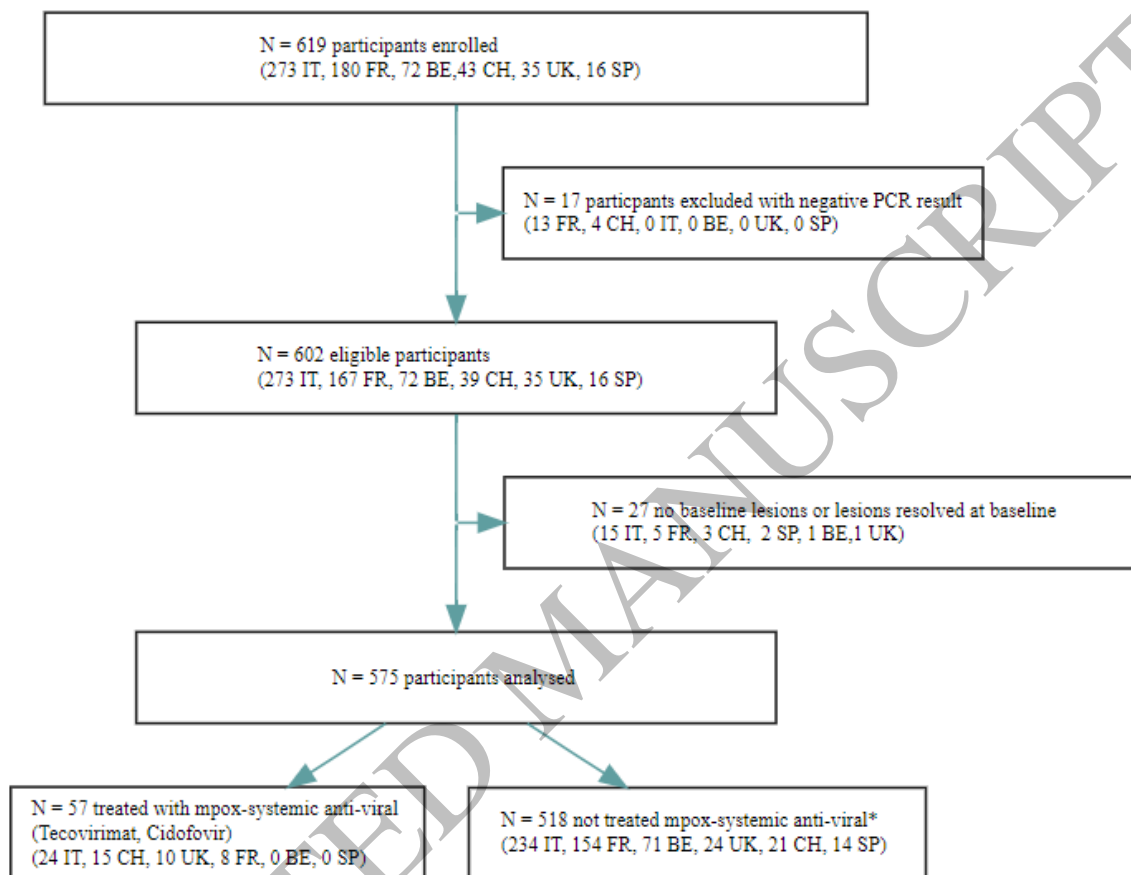 N = 619 participants enrolled
(273 IT, 180 FR, 72 BE,43 CH, 35 UK, 16 SP)
N = 17 particpants excluded with negative PCR result
(13 FR, 4 CH, 0 IT, 0 BE, 0 UK, 0 SP)
N = 602 eligible participants
(273 IT, 167 FR, 72 BE, 39 CH, 35 UK, 16 SP)
N = 27 no baseline lesions or lesions resolved at baseline
(15 IT, 5 FR, 3 CH, 2 SP, 1 BE,1 UK)
N = 575 participants analysed
N = 57 treated with mpox-systemic anti-viral
(Tecovirimat, Cidofovir)
(24 IT, 15 CH, 10 UK, 8 FR, 0 BE, 0 SP)
N = 518 not treated mpox-systemic anti-viral*
(234 IT, 154 FR, 71 BE, 24 UK, 21 CH, 14 SP)
TED MANUSCRIPT